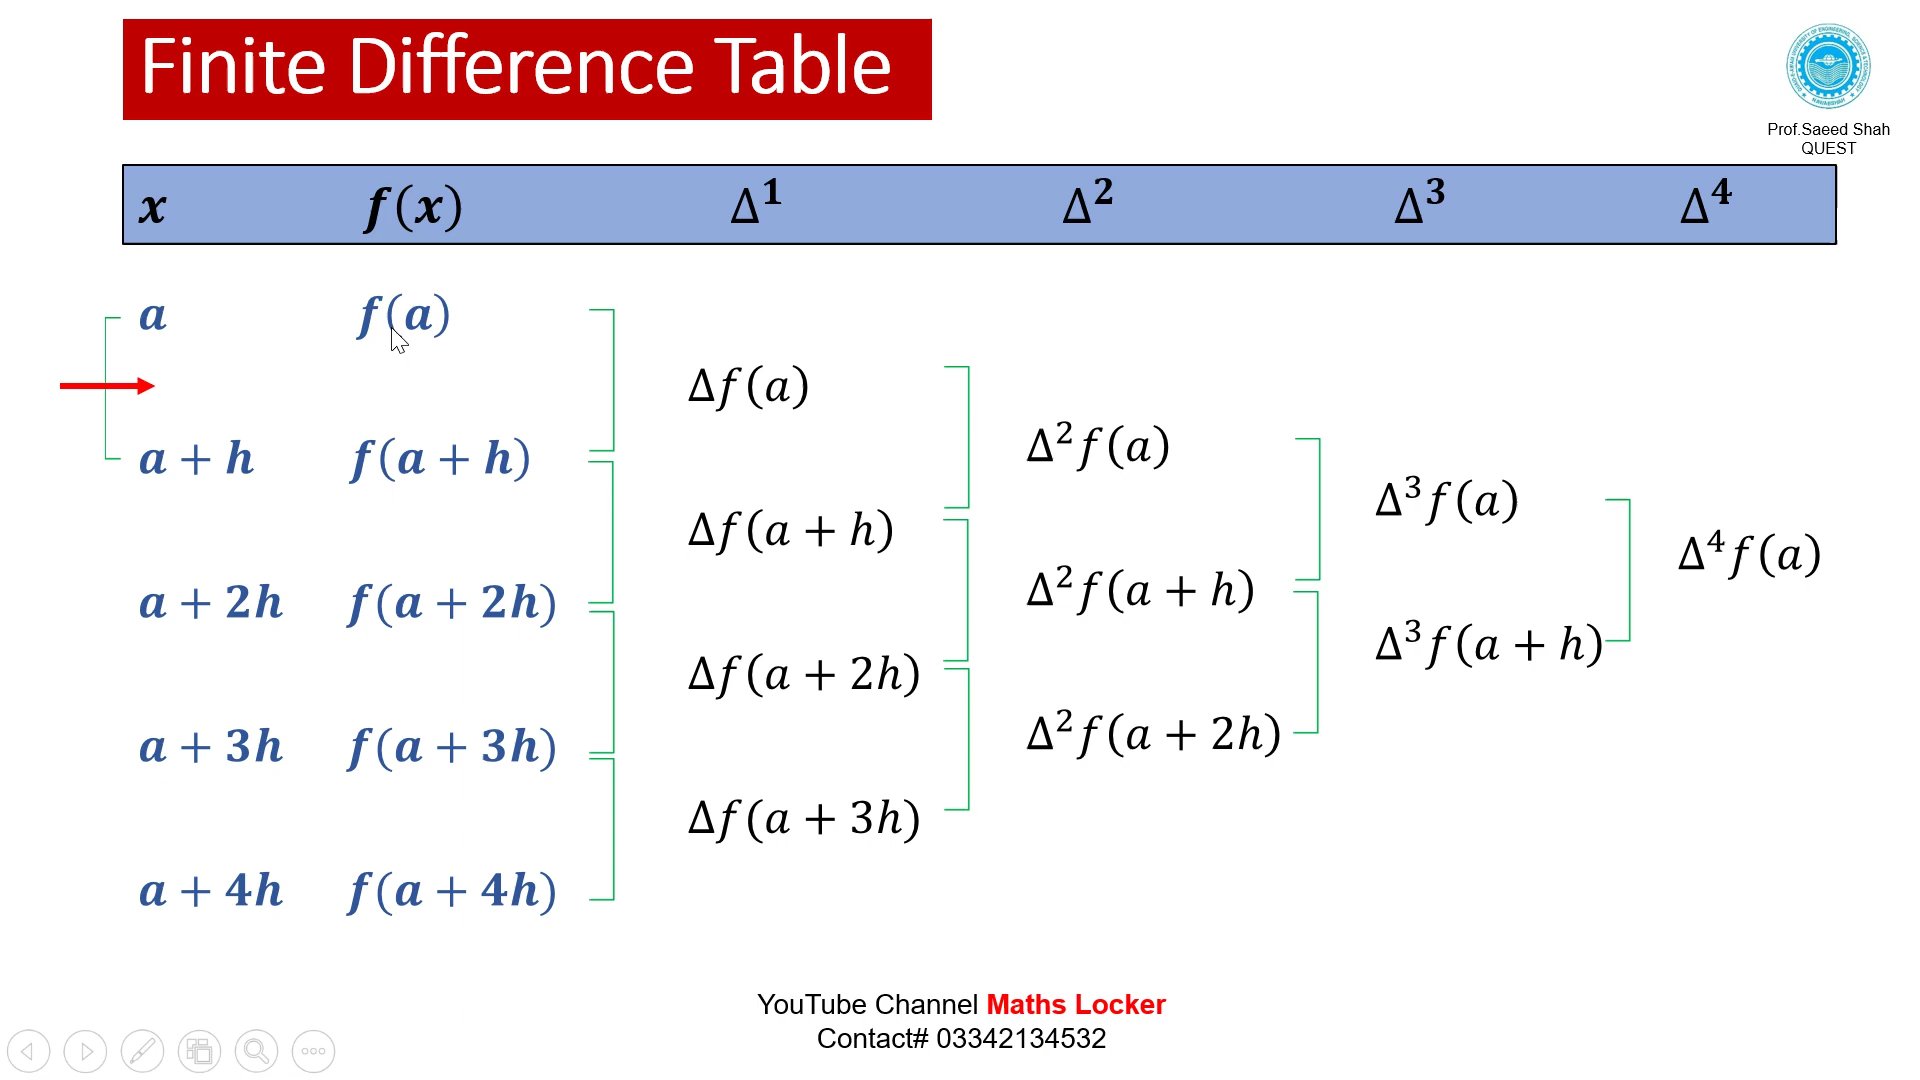 Finite Difference Table
Prof.Saeed Shah
QUEST
x f(x) Δ¹ Δ² Δ³ Δ⁴
a f(a)
Δf(a)
a + h f(a + h)
Δ²f(a)
Δf(a + h)
Δ³f(a)
a + 2h f(a + 2h)
Δ²f(a + h)
Δ⁴f(a)
Δf(a + 2h)
Δ³f(a + h)
a + 3h f(a + 3h)
Δ²f(a + 2h)
Δf(a + 3h)
a + 4h f(a + 4h)
YouTube Channel Maths Locker
Contact# 03342134532